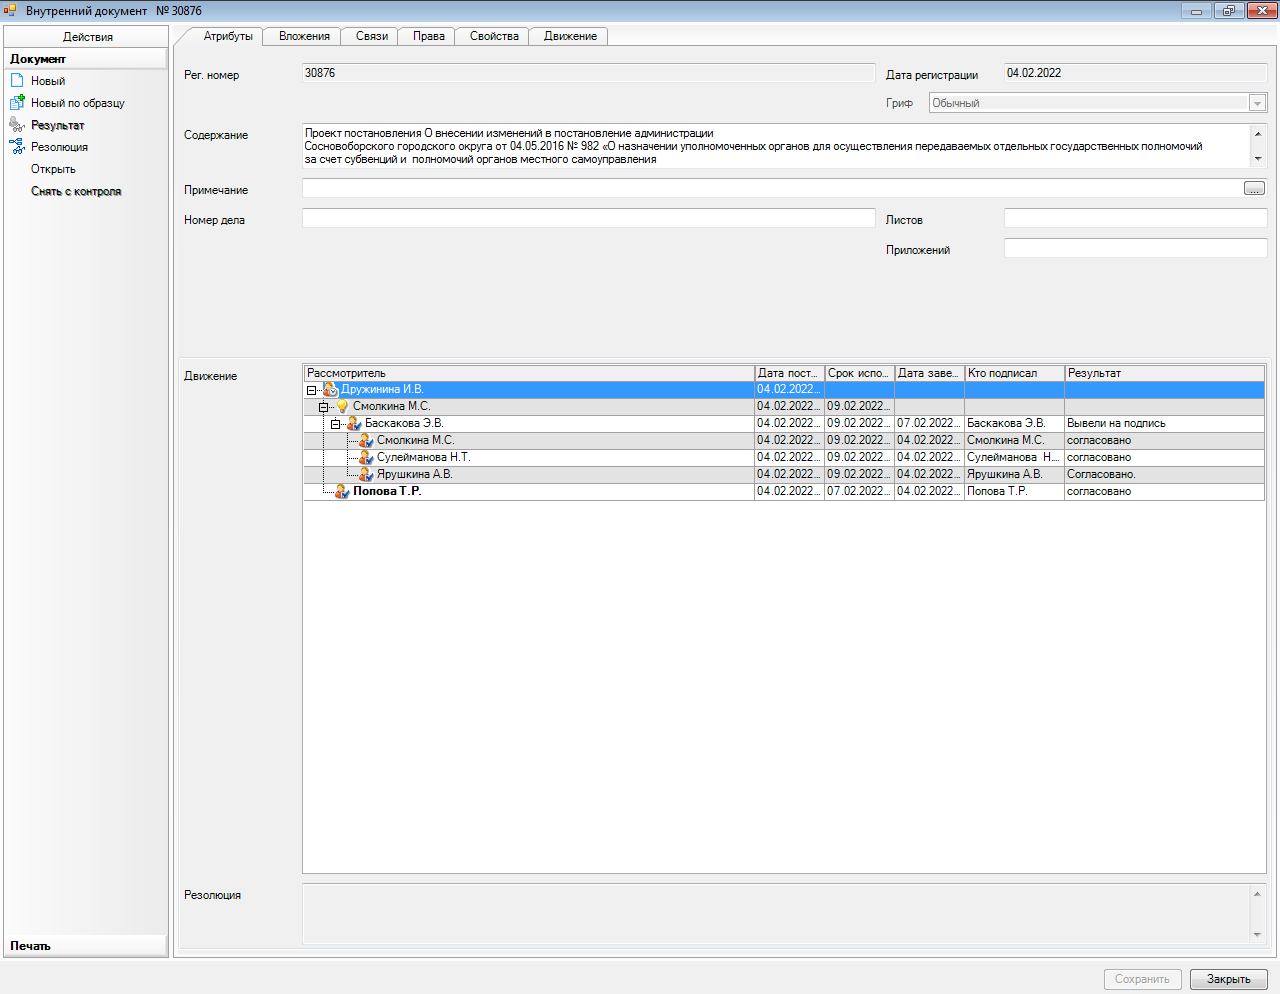 Внутренний документ № 30876
Действия
Документ
Новый
Новый по образцу
Результат
Резолюция
Открыть
Снять с контроля
Печать
Атрибуты Вложения Связи Права Свойства Движение
Рег. номер 30876 Дата регистрации 04.02.2022
Гриф Обычный
Содержание
Проект постановления О внесении изменений в постановление администрации
Сосновоборского городского округа от 04.05.2016 № 982 «О назначении уполномоченных органов для осуществления передаваемых отдельных государственных полномочий
за счет субвенций и полномочий органов местного самоуправления
Примечание ...
Номер дела Листов
Приложений
Движение
Рассмотритель Дата пост... Срок испо... Дата заве... Кто подписал Результат
Дружинина И.В. 04.02.2022...
Смолкина М.С. 04.02.2022... 09.02.2022...
Баскакова Э.В. 04.02.2022... 09.02.2022... 07.02.2022... Баскакова Э.В. Вывели на подпись
Смолкина М.С. 04.02.2022... 09.02.2022... 04.02.2022... Смолкина М.С. согласовано
Сулейманова Н.Т. 04.02.2022... 09.02.2022... 04.02.2022... Сулейманова Н... согласовано
Ярушкина А.В. 04.02.2022... 09.02.2022... 04.02.2022... Ярушкина А.В. Согласовано.
Попова Т.Р. 04.02.2022... 07.02.2022... 04.02.2022... Попова Т.Р. согласовано
Резолюция
Сохранить Закрыть